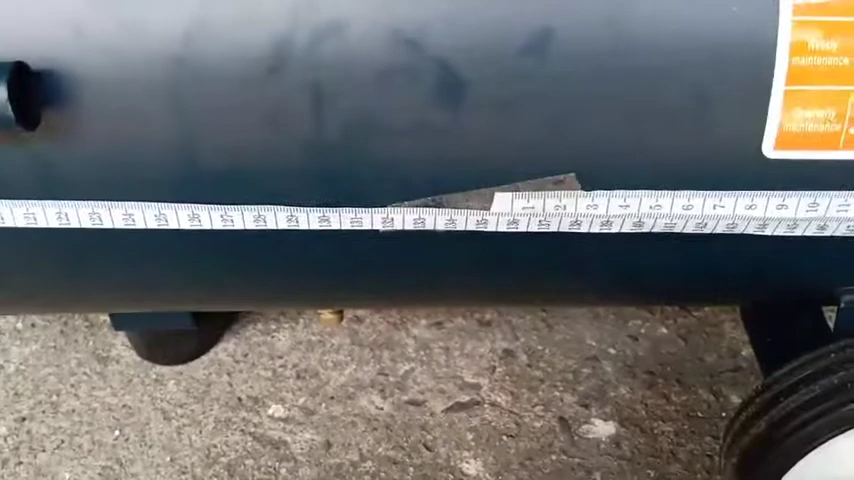 Weekly
maintenance
Quarterly
maintenance
121 122 123 124 125 126 127 128 129 130 131 132 133 134 135 136 137 138 139 140 141 142 143 144 145 146
1 2 3 4 5 6 7 8 9 10 11